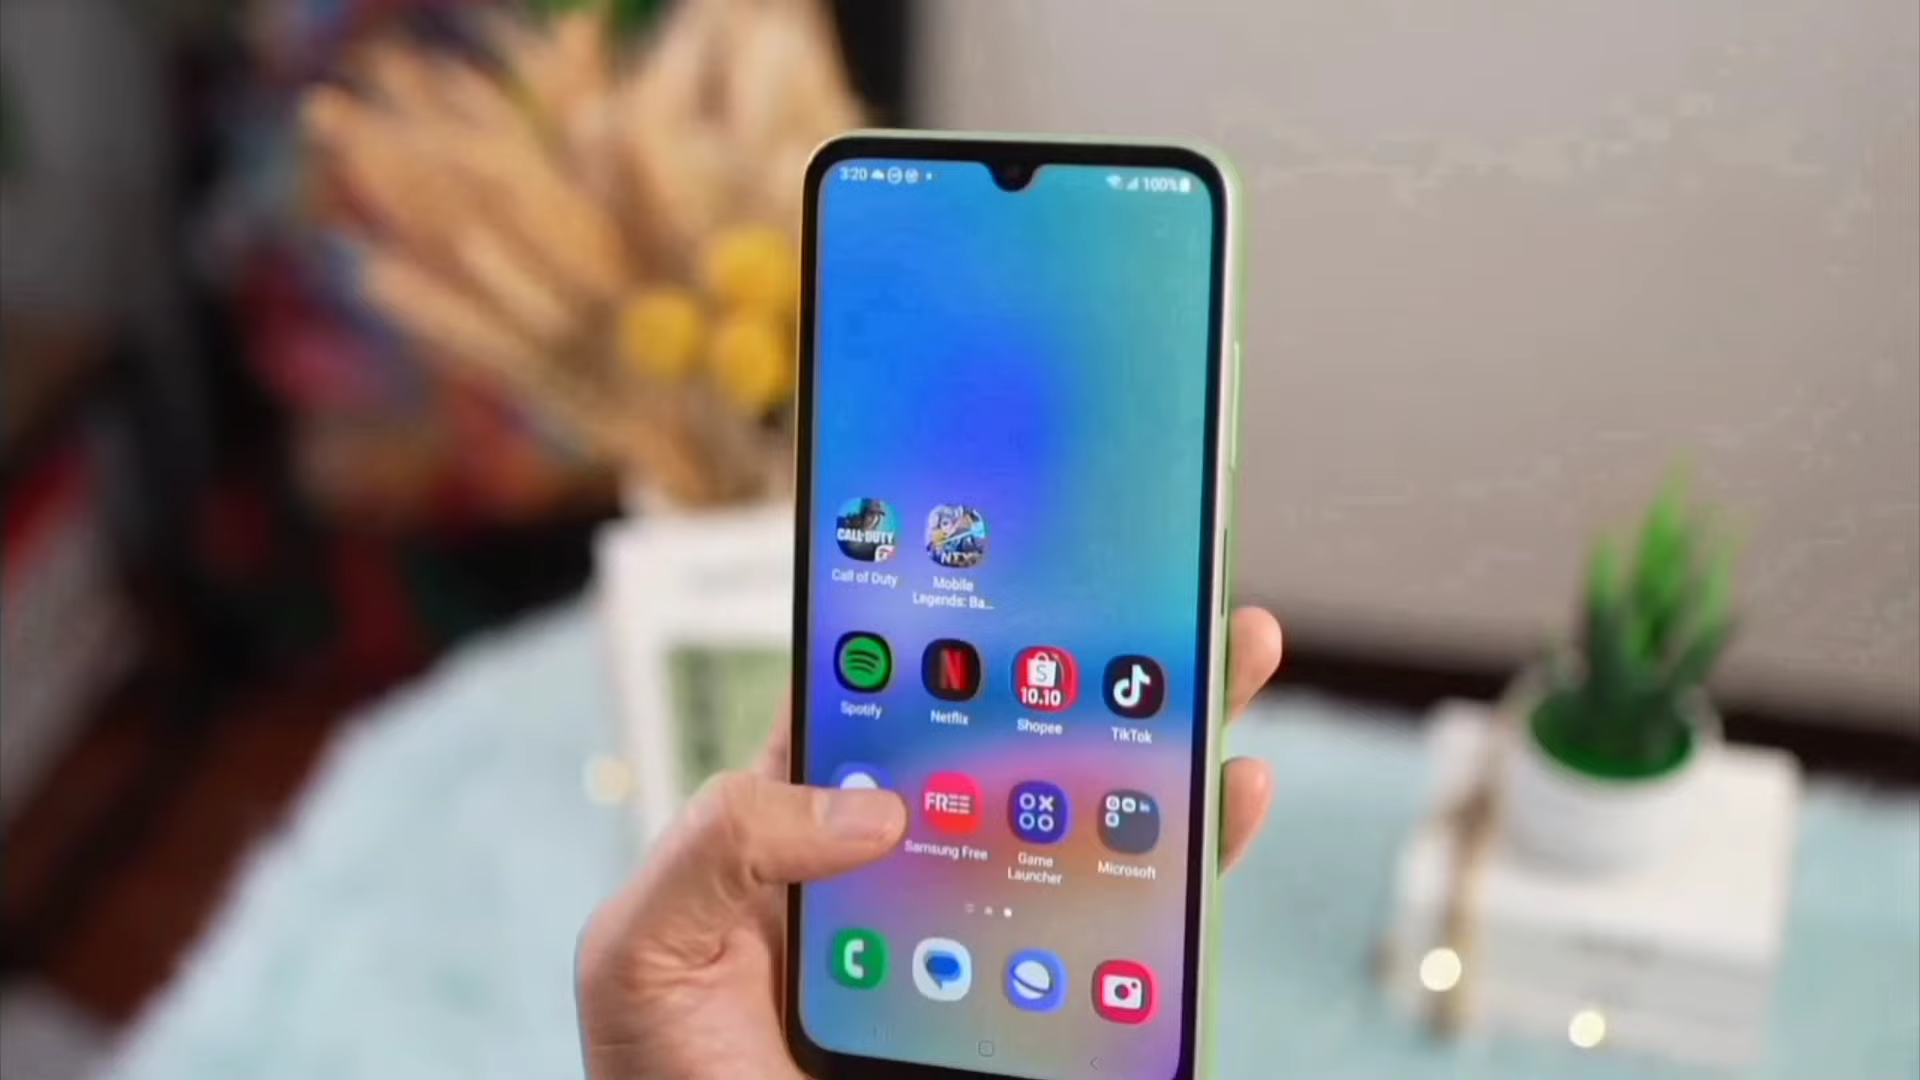 3:20
100%
CALL·DUTY
Call of Duty
Mobile
Legends: Ba...
Spotify
N
Netflix
S
10.10
Shopee
TikTok
FREE
Samsung Free
Game
Launcher
Microsoft